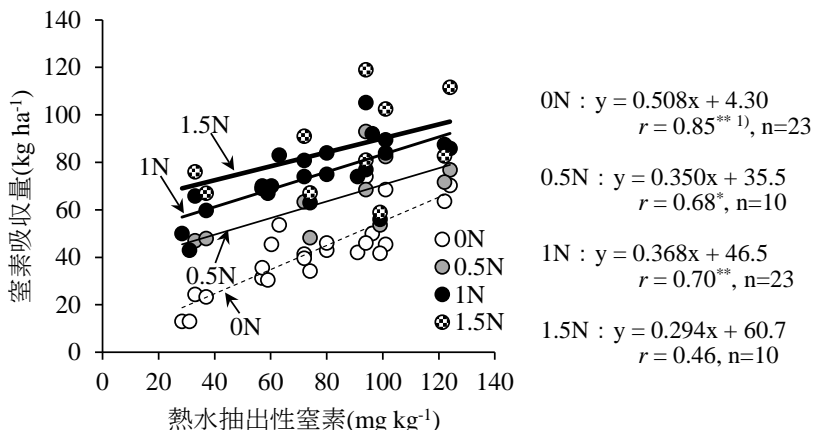 140
120
100
80
60
40
20
0
窒素吸収量(kg ha-1)
1.5N
1N
0.5N
0N
0N
0.5N
1N
1.5N
0 20 40 60 80 100 120 140
熱水抽出性窒素(mg kg-1)
0N：y = 0.508x + 4.30
r = 0.85** 1), n=23
0.5N：y = 0.350x + 35.5
r = 0.68*, n=10
1N：y = 0.368x + 46.5
r = 0.70**, n=23
1.5N：y = 0.294x + 60.7
r = 0.46, n=10